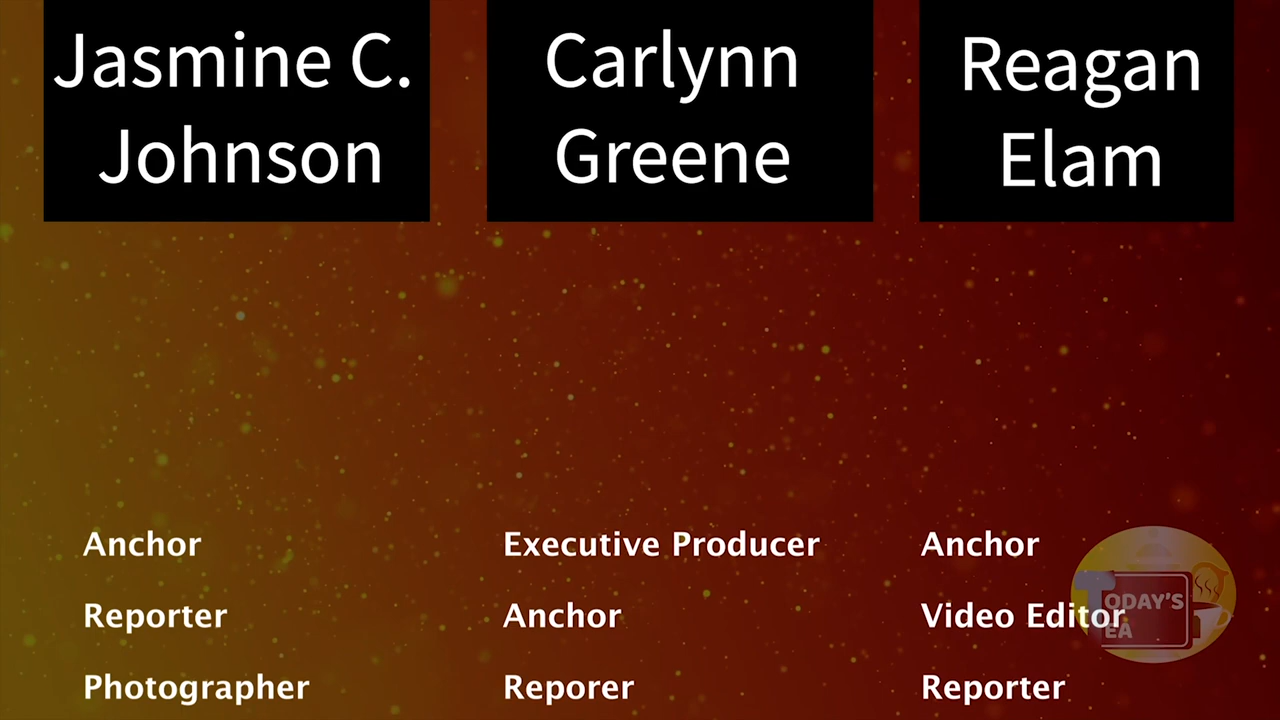 Jasmine C.
Johnson
Carlynn
Greene
Reagan
Elam
Anchor
Reporter
Photographer
Executive Producer
Anchor
Reporer
Anchor
Video Editor
Reporter
TODAY'S
TEA